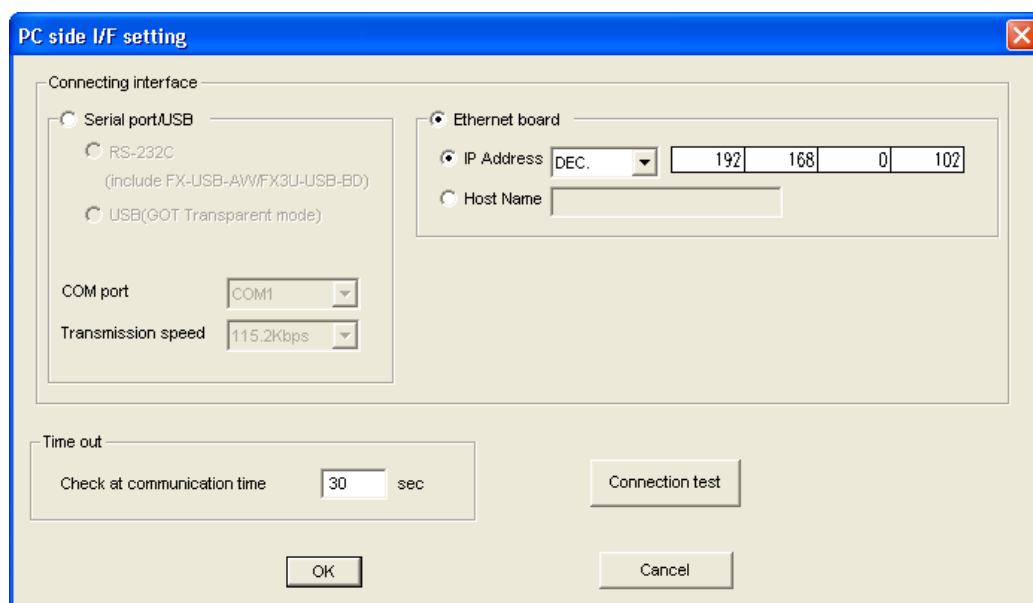 PC side I/F setting
Connecting interface
Serial port/USB
RS-232C
(include FX-USB-AW/FX3U-USB-BD)
USB(GOT Transparent mode)
COM port COM1
Transmission speed 115.2Kbps
Ethernet board
IP Address DEC. 192 168 0 102
Host Name
Time out
Check at communication time 30 sec
Connection test
OK
Cancel